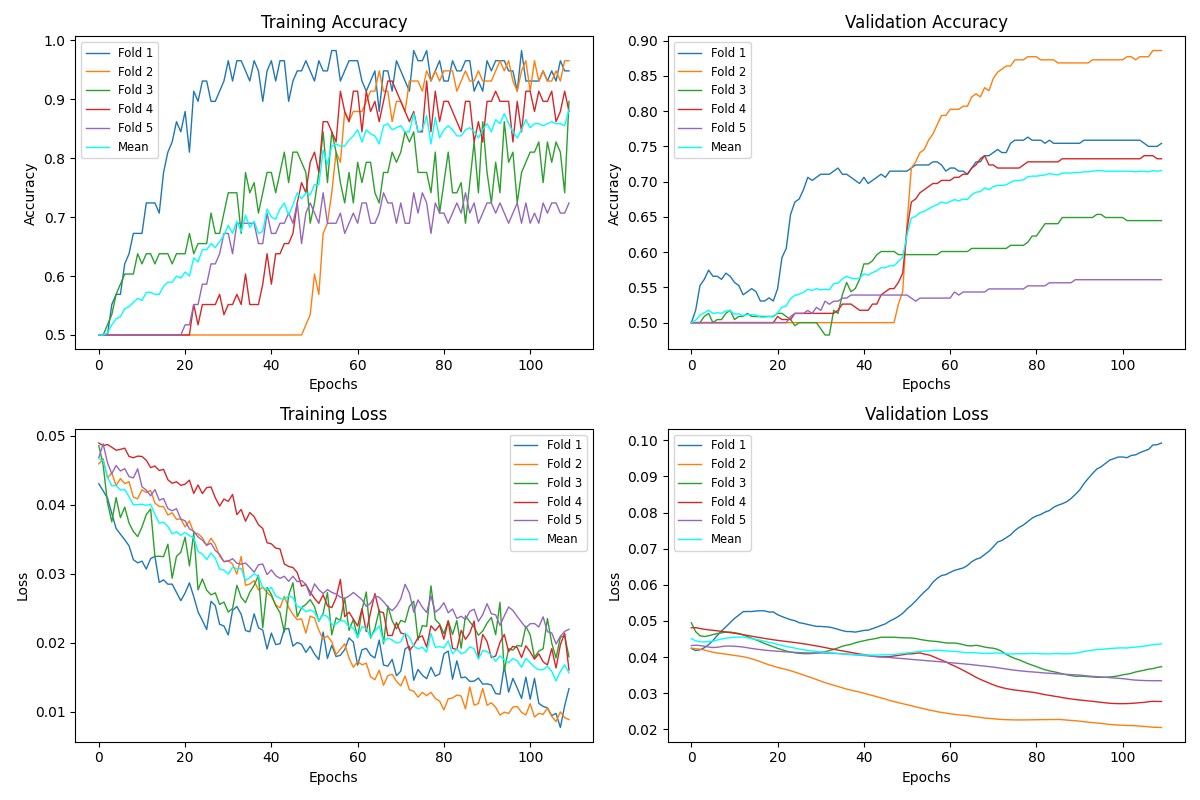 Training Accuracy
1.0
0.9
0.8
0.7
0.6
0.5
Accuracy
Fold 1
Fold 2
Fold 3
Fold 4
Fold 5
Mean
0
20
40
60
80
100
Epochs
Validation Accuracy
0.90
0.85
0.80
0.75
0.70
0.65
0.60
0.55
0.50
Accuracy
Fold 1
Fold 2
Fold 3
Fold 4
Fold 5
Mean
0
20
40
60
80
100
Epochs
Training Loss
0.05
0.04
0.03
0.02
0.01
Loss
Fold 1
Fold 2
Fold 3
Fold 4
Fold 5
Mean
0
20
40
60
80
100
Epochs
Validation Loss
0.10
0.09
0.08
0.07
0.06
0.05
0.04
0.03
0.02
Loss
Fold 1
Fold 2
Fold 3
Fold 4
Fold 5
Mean
0
20
40
60
80
100
Epochs